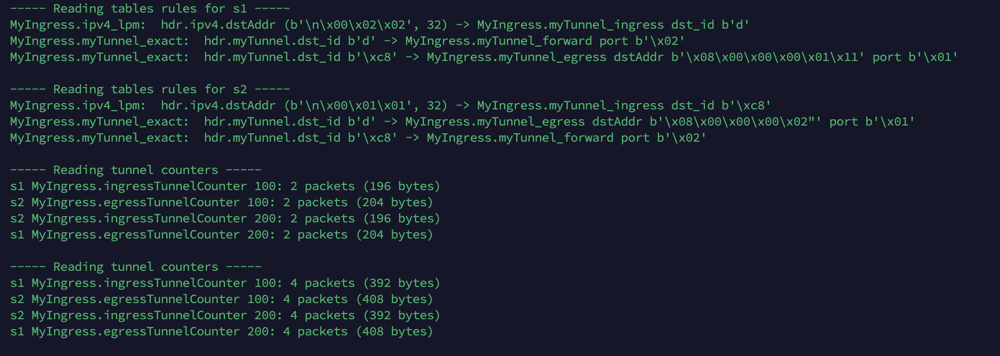 ----- Reading tables rules for s1 -----
MyIngress.ipv4_lpm:  hdr.ipv4.dstAddr (b'\n\x00\x02\x02', 32) -> MyIngress.myTunnel_ingress dst_id b'd'
MyIngress.myTunnel_exact:  hdr.myTunnel.dst_id b'd' -> MyIngress.myTunnel_forward port b'\x02'
MyIngress.myTunnel_exact:  hdr.myTunnel.dst_id b'\xc8' -> MyIngress.myTunnel_egress dstAddr b'\x08\x00\x00\x00\x01\x11' port b'\x01'
----- Reading tables rules for s2 -----
MyIngress.ipv4_lpm:  hdr.ipv4.dstAddr (b'\n\x00\x01\x01', 32) -> MyIngress.myTunnel_ingress dst_id b'\xc8'
MyIngress.myTunnel_exact:  hdr.myTunnel.dst_id b'd' -> MyIngress.myTunnel_egress dstAddr b'\x08\x00\x00\x00\x02"' port b'\x01'
MyIngress.myTunnel_exact:  hdr.myTunnel.dst_id b'\xc8' -> MyIngress.myTunnel_forward port b'\x02'
----- Reading tunnel counters -----
s1 MyIngress.ingressTunnelCounter 100: 2 packets (196 bytes)
s2 MyIngress.egressTunnelCounter 100: 2 packets (204 bytes)
s2 MyIngress.ingressTunnelCounter 200: 2 packets (196 bytes)
s1 MyIngress.egressTunnelCounter 200: 2 packets (204 bytes)
----- Reading tunnel counters -----
s1 MyIngress.ingressTunnelCounter 100: 4 packets (392 bytes)
s2 MyIngress.egressTunnelCounter 100: 4 packets (408 bytes)
s2 MyIngress.ingressTunnelCounter 200: 4 packets (392 bytes)
s1 MyIngress.egressTunnelCounter 200: 4 packets (408 bytes)